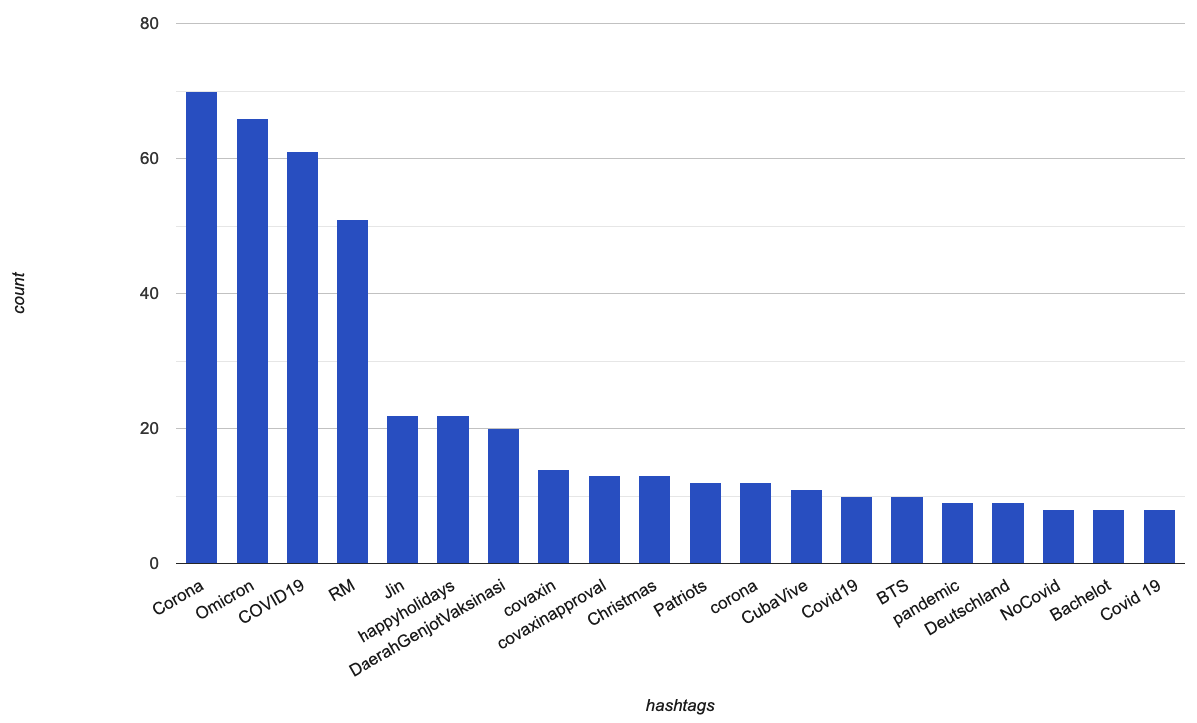 80
60
40
20
0
count
Corona
Omicron
COVID19
RM
Jin
happyholidays
DaerahGenjotVaksinasi
covaxin
covaxinapproval
Christmas
Patriots
corona
CubaVive
Covid19
BTS
pandemic
Deutschland
NoCovid
Bachelot
Covid 19
hashtags